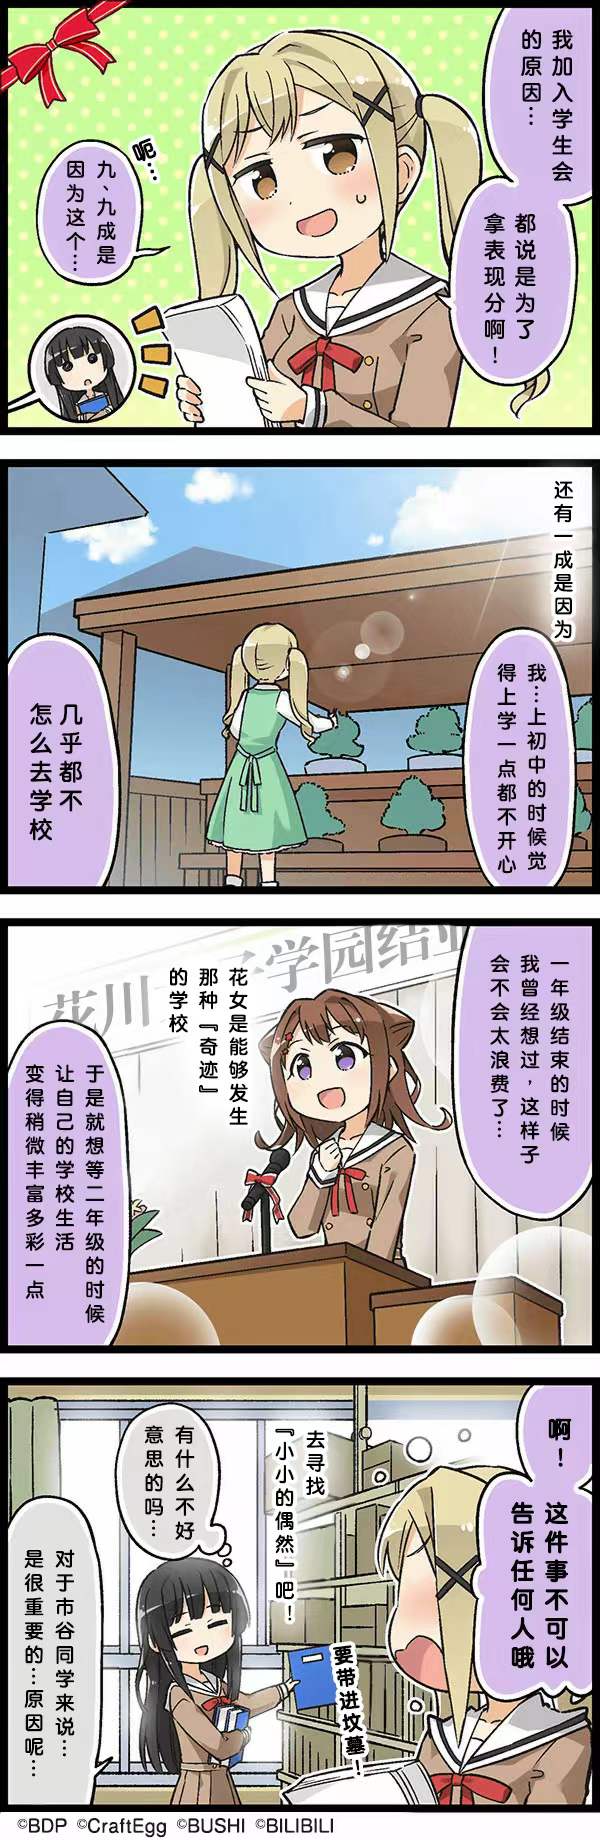 我加入学生会
的原因…
都说是为了
拿表现分啊！
呃…
九、九成是
因为这个…
还有一成是因为
我…上初中的时候觉
得上学一点都不开心
几乎都不
怎么去学校
一年级结束的时候
我曾经想过，这样子
会不会太浪费了…
花女是能够发生
那种『奇迹』
的学校
于是就想等二年级的时候
让自己的学校生活
变得稍微丰富多彩一点
花川
学园结业
啊！
这件事不可以
告诉任何人哦
去寻找
『小小的偶然』吧！
要带进坟墓！
有什么不好
意思的吗…
对于市谷同学来说…
是很重要的…原因呢…
©BDP ©CraftEgg ©BUSHI ©BILIBILI